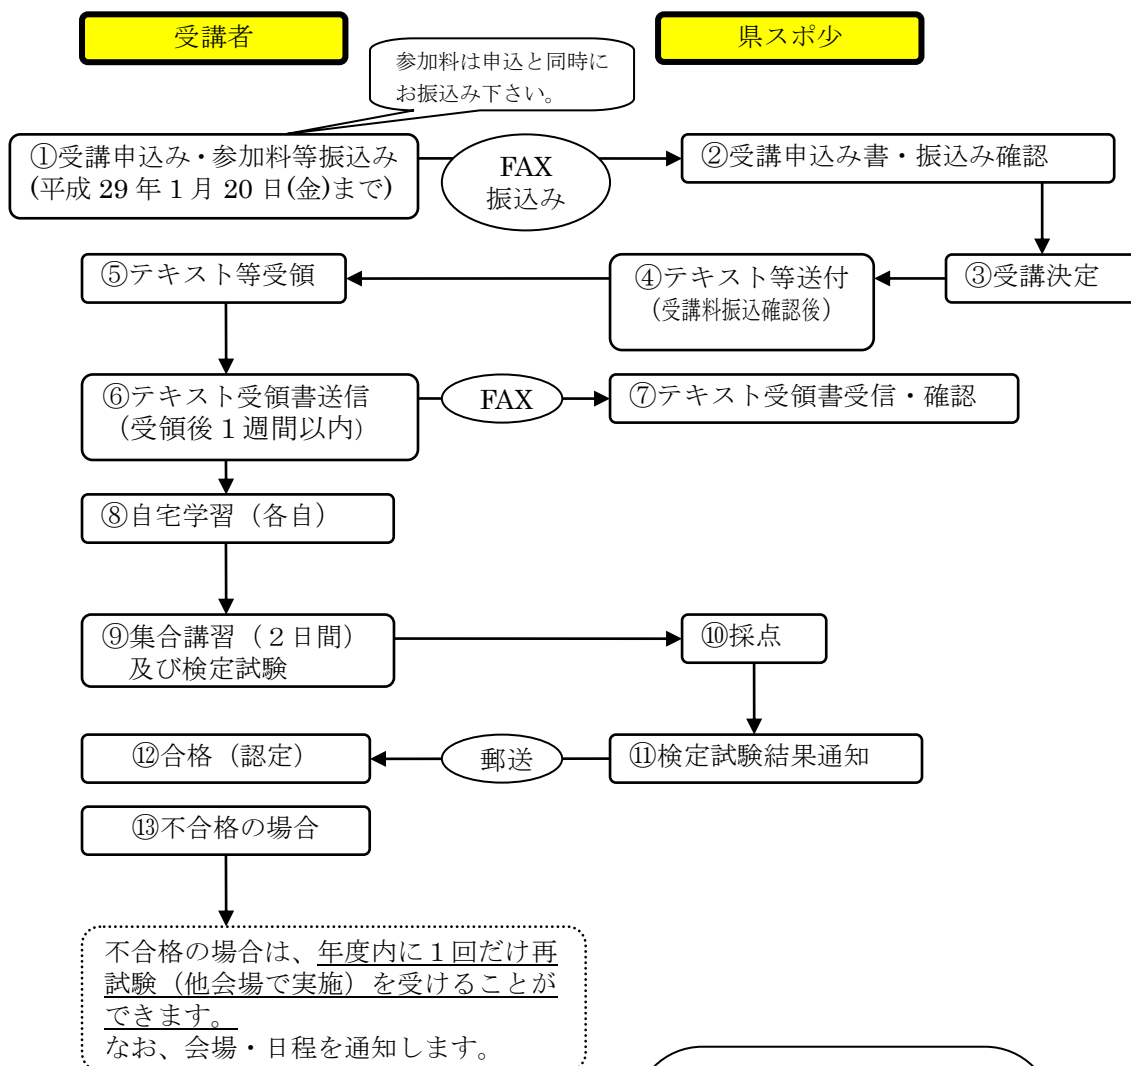 受講者
県スポ少
参加料は申込と同時に
お振込み下さい。
①受講申込み・参加料等振込み
(平成 29 年 1 月 20 日(金)まで)
FAX
振込み
②受講申込み書・振込み確認
③受講決定
④テキスト等送付
（受講料振込確認後）
⑤テキスト等受領
⑥テキスト受領書送信
（受領後 1 週間以内）
FAX
⑦テキスト受領書受信・確認
⑧自宅学習（各自）
⑨集合講習（２日間）
及び検定試験
⑩採点
⑪検定試験結果通知
郵送
⑫合格（認定）
⑬不合格の場合
不合格の場合は、年度内に１回だけ再
試験（他会場で実施）を受けることが
できます。
なお、会場・日程を通知します。